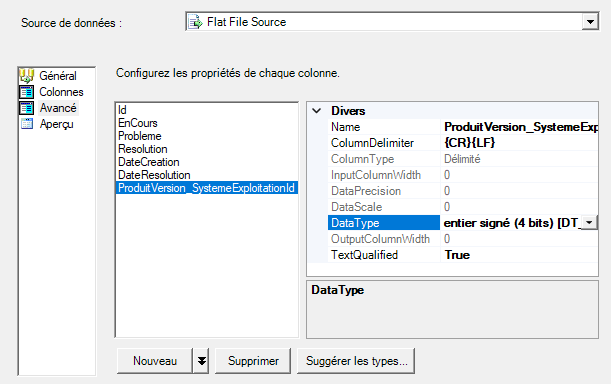 Source de données :
Flat File Source
Général
Colonnes
Avancé
Aperçu
Configurez les propriétés de chaque colonne.
Id
EnCours
Probleme
Resolution
DateCreation
DateResolution
ProduitVersion_SystemeExploitationId
Divers
Name ProduitVersion_SystemeExpl
ColumnDelimiter {CR}{LF}
ColumnType Délimité
InputColumnWidth 0
DataPrecision 0
DataScale 0
DataType entier signé (4 bits) [DT_
OutputColumnWidth 0
TextQualified True
DataType
Nouveau
Supprimer
Suggérer les types...